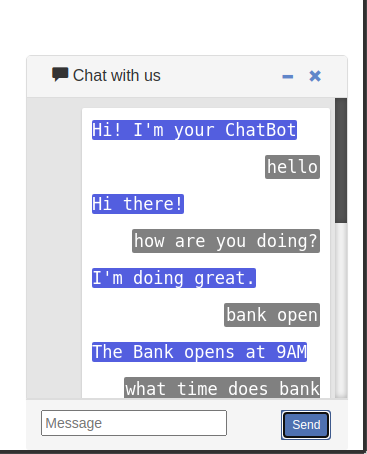 Chat with us
Hi! I'm your ChatBot
hello
Hi there!
how are you doing?
I'm doing great.
bank open
The Bank opens at 9AM
what time does bank
Message
Send